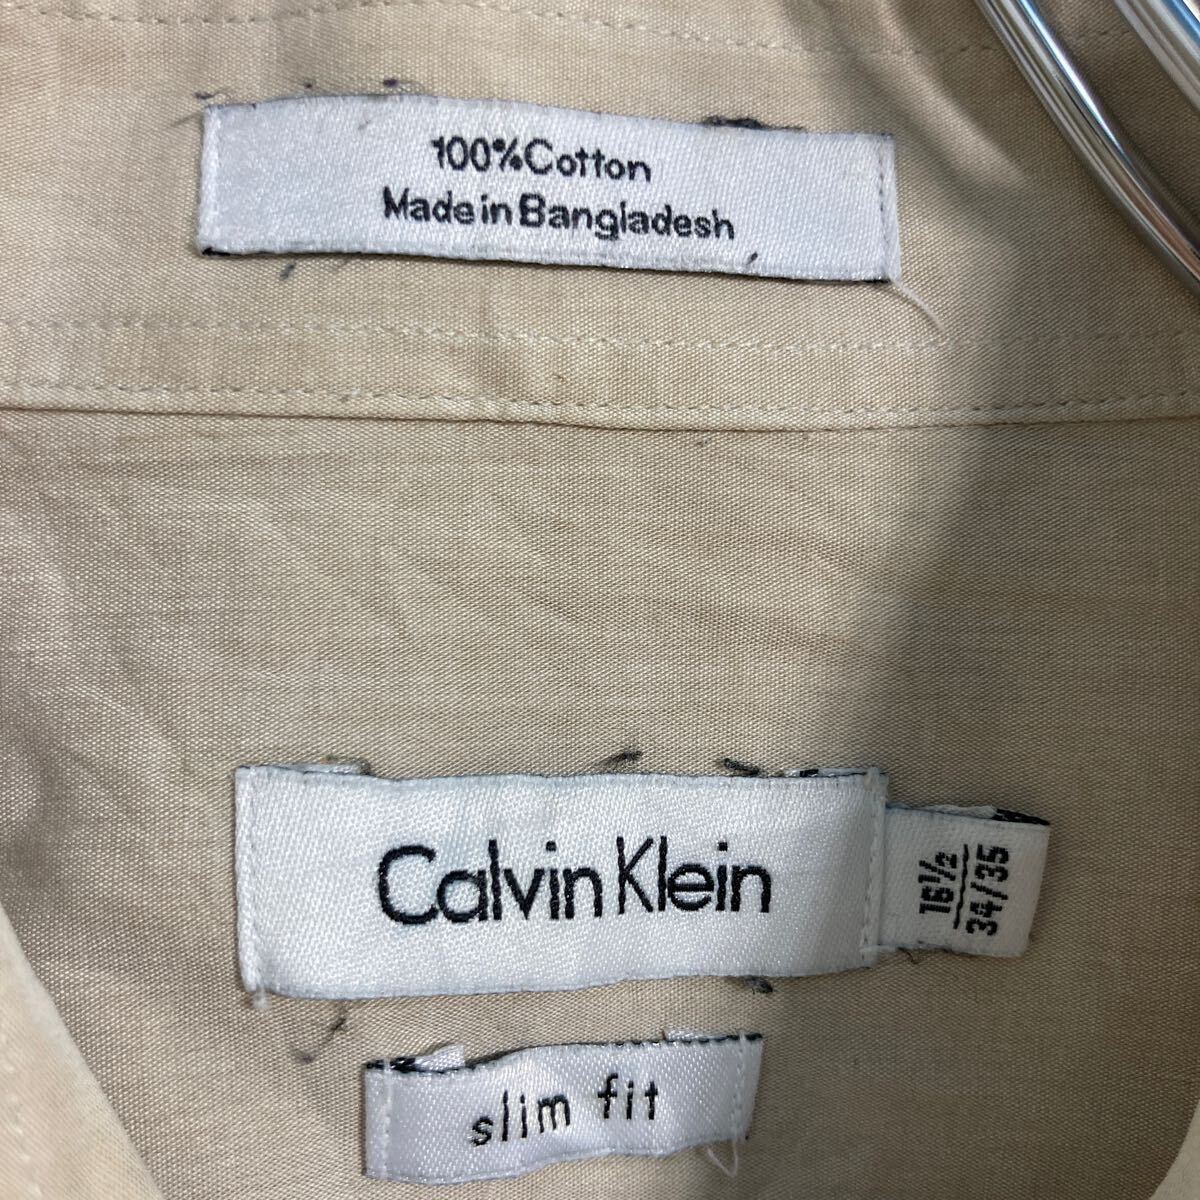 100%Cotton
Made in Bangladesh
Calvin Klein
16½
34/35
slim fit